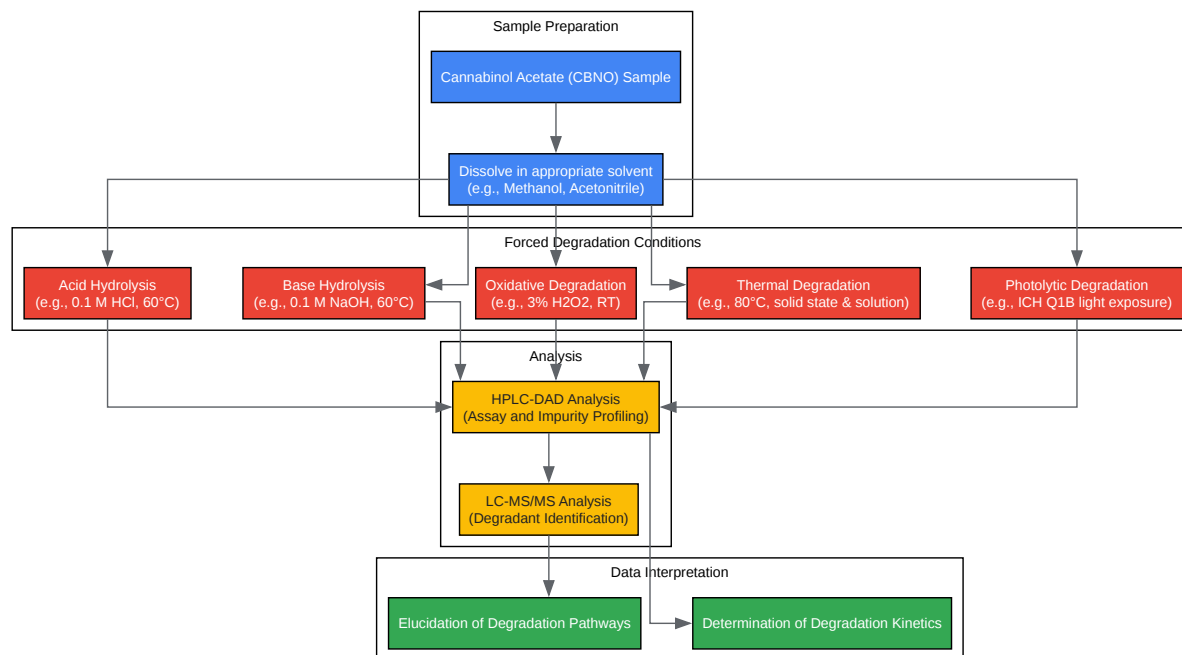 Sample Preparation
Cannabinol Acetate (CBNO) Sample
Dissolve in appropriate solvent
(e.g., Methanol, Acetonitrile)
Forced Degradation Conditions
Acid Hydrolysis
(e.g., 0.1 M HCl, 60°C)
Base Hydrolysis
(e.g., 0.1 M NaOH, 60°C)
Oxidative Degradation
(e.g., 3% H2O2, RT)
Thermal Degradation
(e.g., 80°C, solid state & solution)
Photolytic Degradation
(e.g., ICH Q1B light exposure)
Analysis
HPLC-DAD Analysis
(Assay and Impurity Profiling)
LC-MS/MS Analysis
(Degradant Identification)
Data Interpretation
Elucidation of Degradation Pathways
Determination of Degradation Kinetics